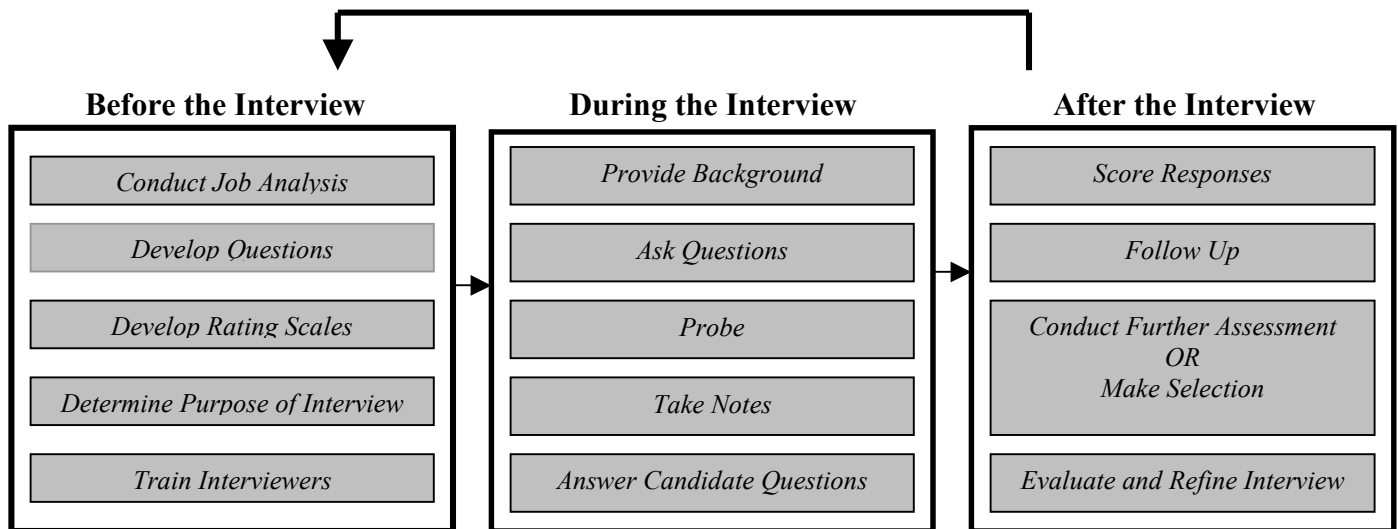 Before the Interview
Conduct Job Analysis
Develop Questions
Develop Rating Scales
Determine Purpose of Interview
Train Interviewers
During the Interview
Provide Background
Ask Questions
Probe
Take Notes
Answer Candidate Questions
After the Interview
Score Responses
Follow Up
Conduct Further Assessment
OR
Make Selection
Evaluate and Refine Interview